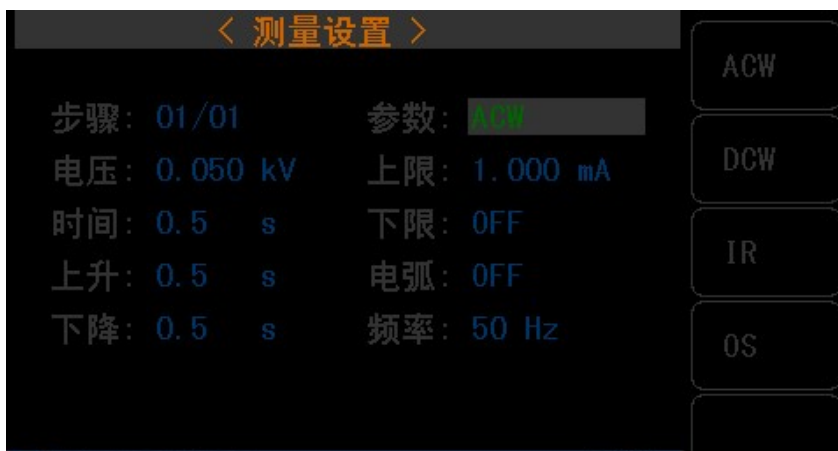 < 测量设置 >
步骤: 01/01 参数: ACW
电压: 0.050 kV 上限: 1.000 mA
时间: 0.5 s 下限: OFF
上升: 0.5 s 电弧: OFF
下降: 0.5 s 频率: 50 Hz
ACW
DCW
IR
OS